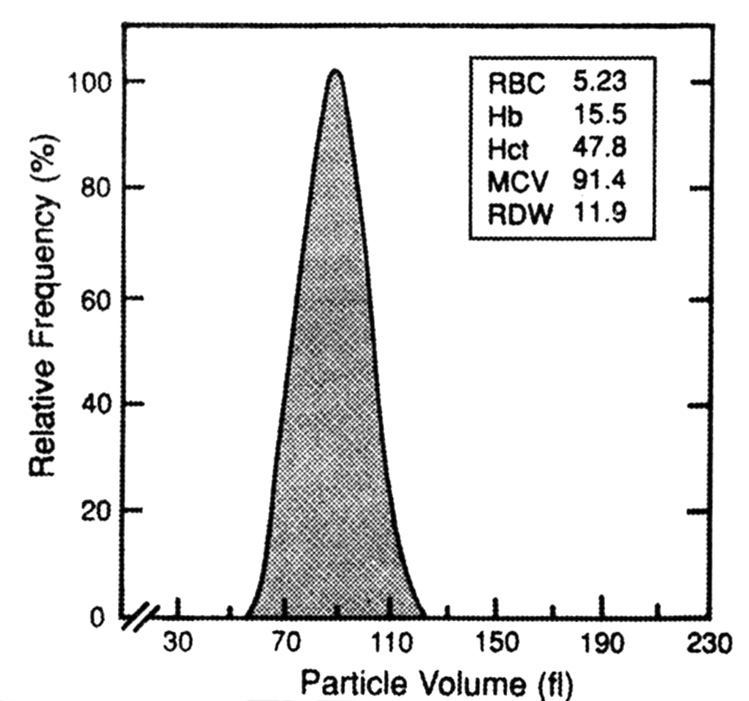 RBC 5.23
Hb 15.5
Hct 47.8
MCV 91.4
RDW 11.9
Relative Frequency (%)
100
80
60
40
20
0
30 70 110 150 190 230
Particle Volume (fl)